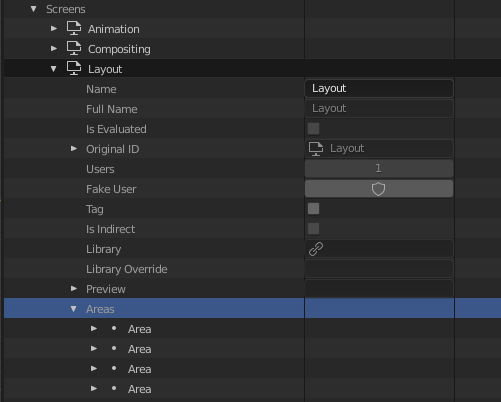 Screens
Animation
Compositing
Layout
Name Layout
Full Name Layout
Is Evaluated
Original ID Layout
Users 1
Fake User
Tag
Is Indirect
Library
Library Override
Preview
Areas
Area
Area
Area
Area